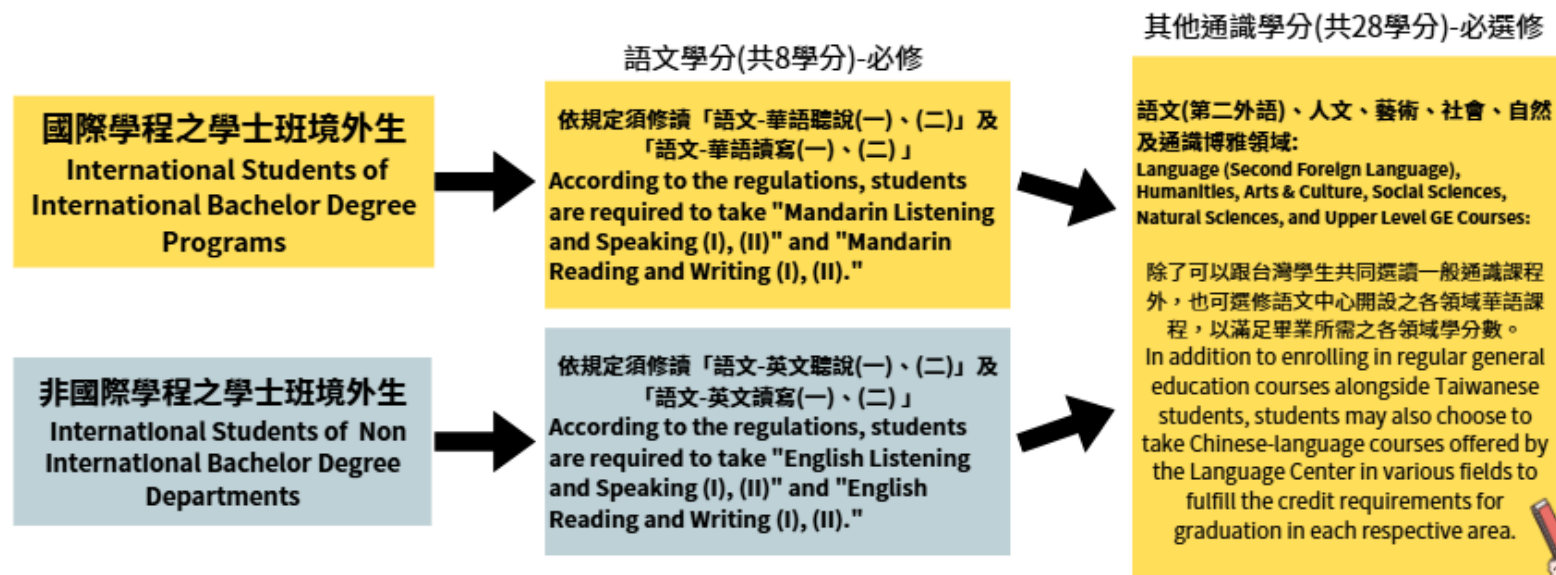 國際學程之學士班境外生
International Students of
International Bachelor Degree
Programs
非國際學程之學士班境外生
International Students of Non
International Bachelor Degree
Departments
語文學分(共8學分)-必修
依規定須修讀「語文-華語聽說(一)、(二)」及
「語文-華語讀寫(一)、(二) 」
According to the regulations, students
are required to take "Mandarin Listening
and Speaking (I), (II)" and "Mandarin
Reading and Writing (I), (II)."
依規定須修讀「語文-英文聽說(一)、(二)」及
「語文-英文讀寫(一)、(二) 」
According to the regulations, students
are required to take "English Listening
and Speaking (I), (II)" and "English
Reading and Writing (I), (II)."
其他通識學分(共28學分)-必選修
語文(第二外語)、人文、藝術、社會、自然
及通識博雅領域:
Language (Second Foreign Language),
Humanities, Arts & Culture, Social Sciences,
Natural Sciences, and Upper Level GE Courses:
除了可以跟台灣學生共同選讀一般通識課程
外，也可選修語文中心開設之各領域華語課
程，以滿足畢業所需之各領域學分數。
In addition to enrolling in regular general
education courses alongside Taiwanese
students, students may also choose to
take Chinese-language courses offered by
the Language Center in various fields to
fulfill the credit requirements for
graduation in each respective area.